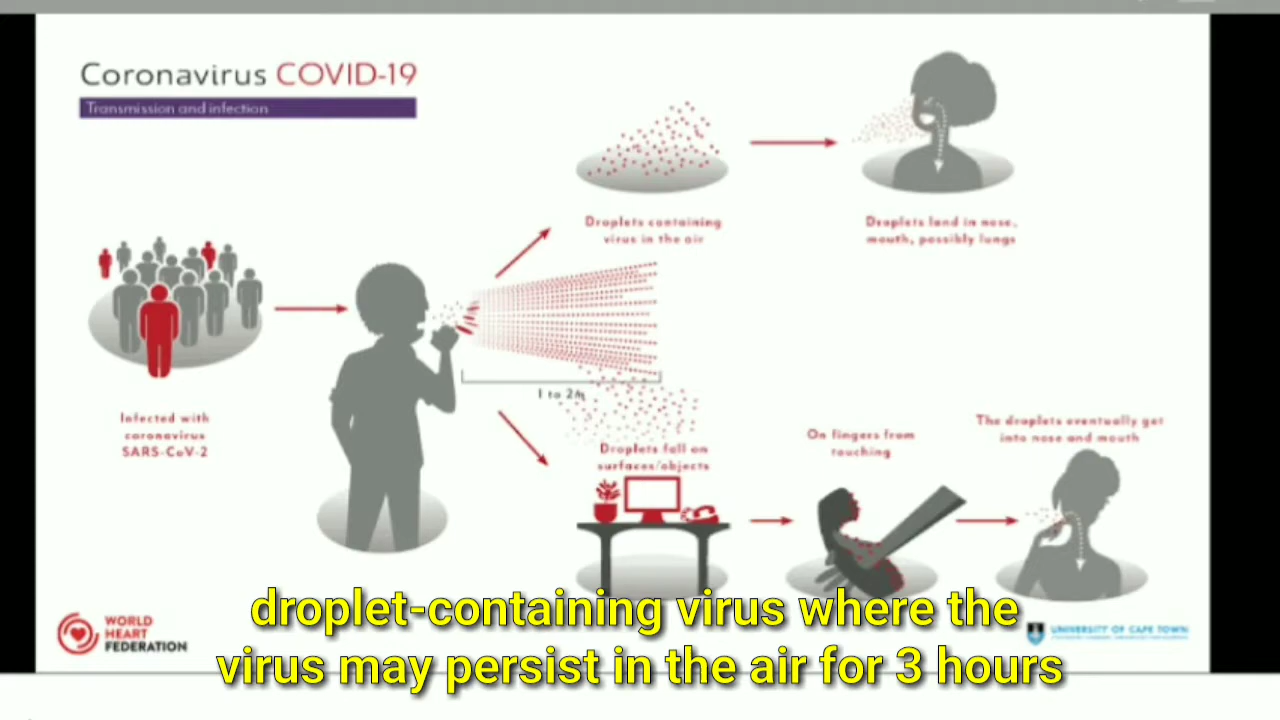 Coronavirus COVID-19
Transmission and infection
Droplets containing
virus in the air
Droplets land in nose,
mouth, possibly lungs
Infected with
coronavirus
SARS-CoV-2
1 to 2m
Droplets fall on
surfaces/objects
On fingers from
touching
The droplets eventually get
into nose and mouth
WORLD
HEART
FEDERATION
UNIVERSITY OF CAPE TOWN
droplet-containing virus where the
virus may persist in the air for 3 hours